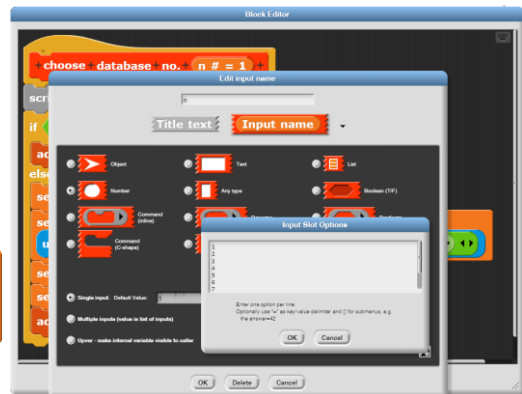 Block Editor
choose database no. n # = 1
Edit input name
n
scri
Title text Input name
if
Object Text List
ac
else
Number Any type Boolean (T/F)
se
se
Command (inline)
Input Slot Options
u
Command (C-shape)
1
2
3
4
5
6
7
se
se
Single input. Default Value:
Enter one option per line.
Optionally use "=" as key/value delimiter and {} for submenus, e.g.
the answer=42
ac
Multiple inputs (value is list of inputs)
OK Cancel
Upvar - make internal variable visible to caller
OK Delete Cancel